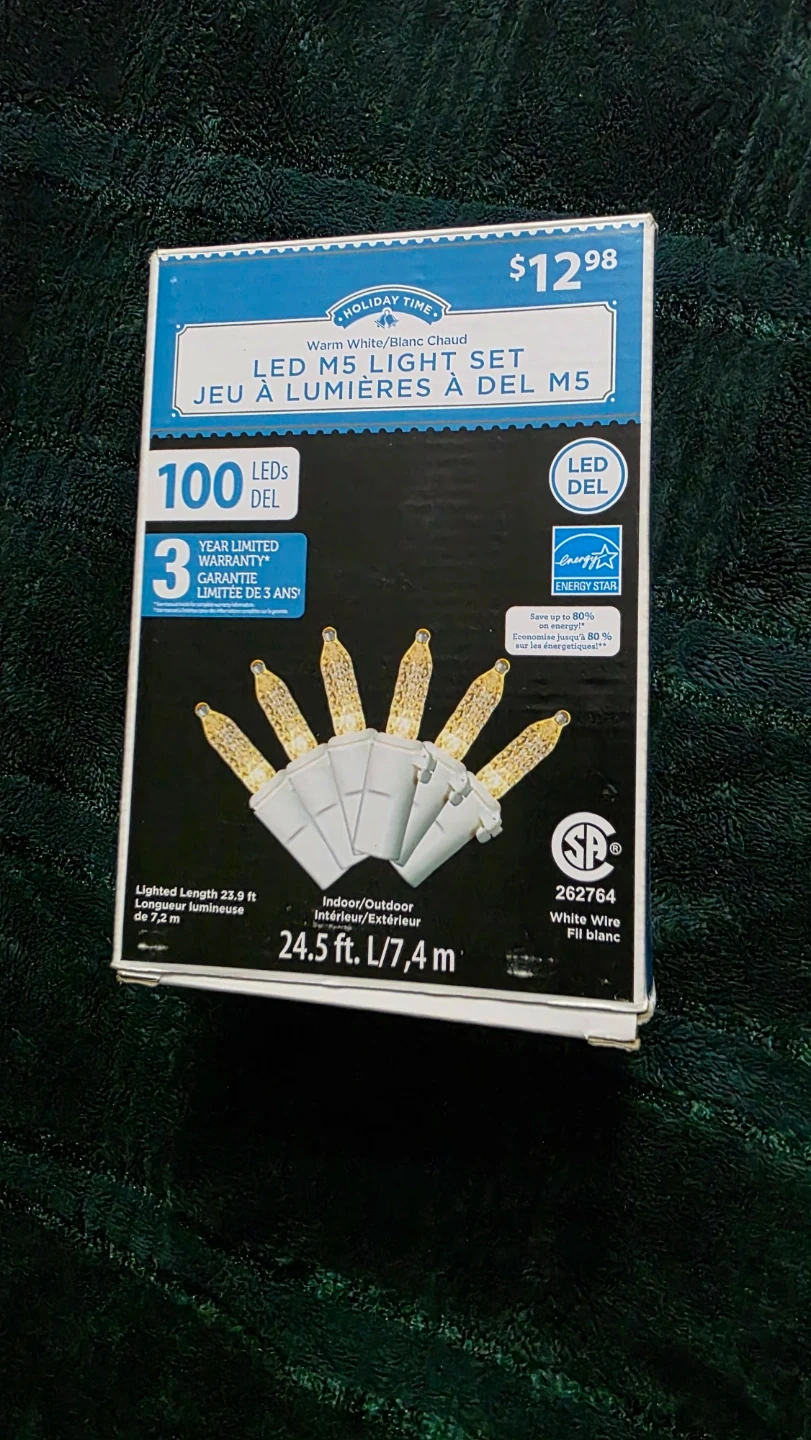 $12⁹⁸
HOLIDAY TIME
Warm White/Blanc Chaud
LED M5 LIGHT SET
JEU À LUMIÈRES À DEL M5
100 LEDs
DEL
LED
DEL
3 YEAR LIMITED
WARRANTY*
GARANTIE
LIMITÉE DE 3 ANS†
energy
ENERGY STAR
Save up to 80%
on energy!*
Economise jusqu'à 80 %
sur les énergetiques!**
SA®
262764
White Wire
Fil blanc
Lighted Length 23.9 ft
Longueur lumineuse
de 7,2 m
Indoor/Outdoor
Intérieur/Extérieur
24.5 ft. L/7,4 m